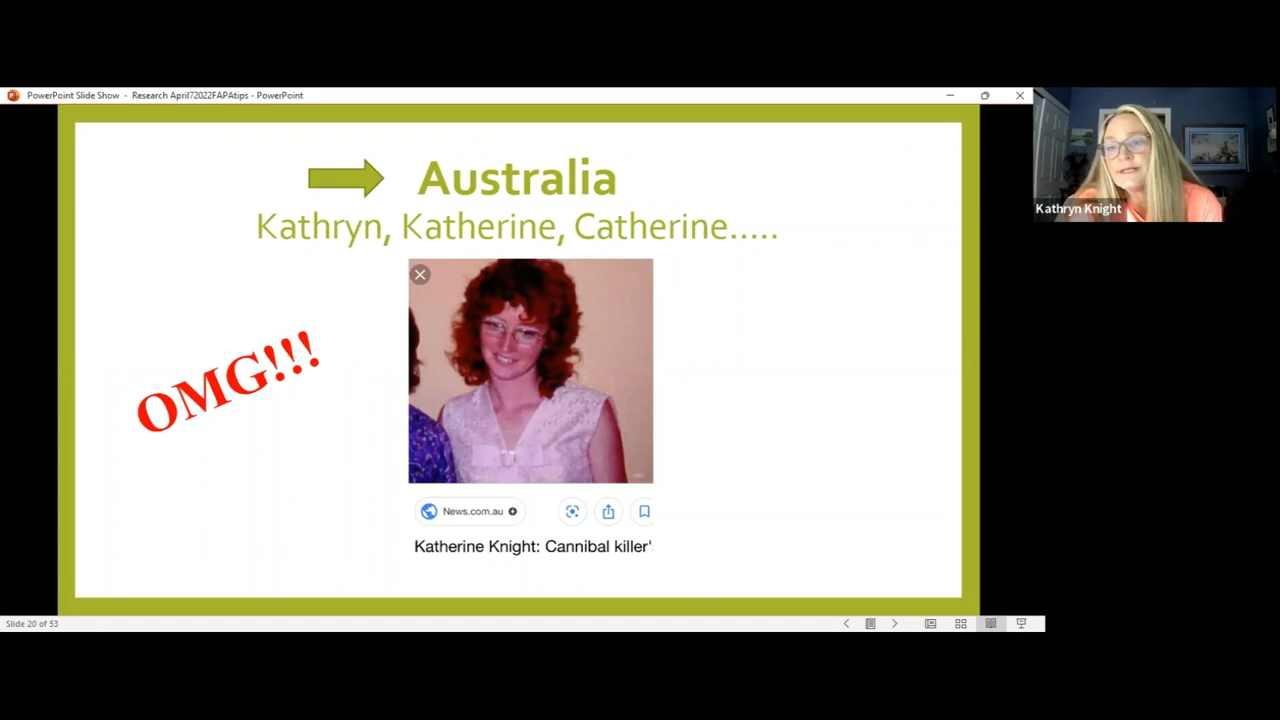 PowerPoint Slide Show - Research April72022FAPAtips - PowerPoint
Australia
Kathryn, Katherine, Catherine.....
OMG!!!
News.com.au
Katherine Knight: Cannibal killer'
Kathryn Knight
Slide 20 of 53